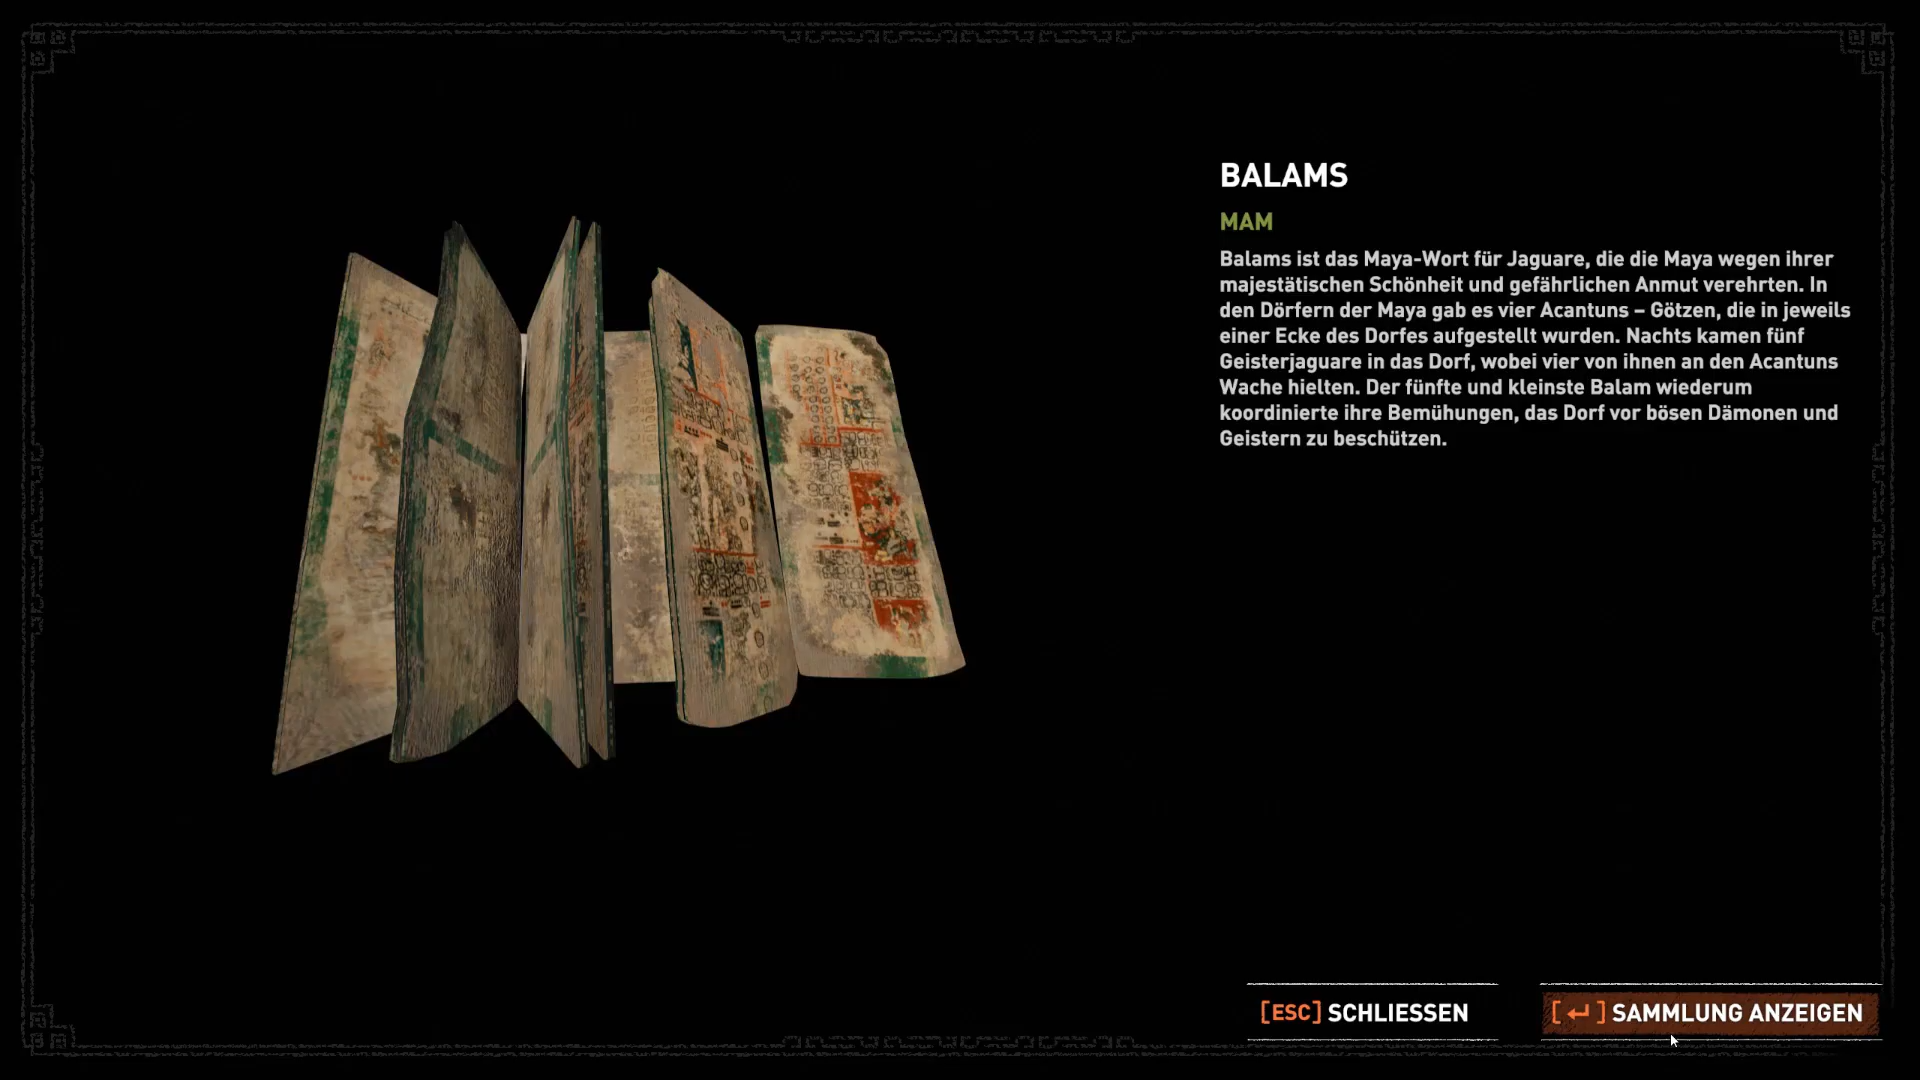 BALAMS
MAM
Balams ist das Maya-Wort für Jaguare, die die Maya wegen ihrer
majestätischen Schönheit und gefährlichen Anmut verehrten. In
den Dörfern der Maya gab es vier Acantuns – Götzen, die in jeweils
einer Ecke des Dorfes aufgestellt wurden. Nachts kamen fünf
Geisterjaguare in das Dorf, wobei vier von ihnen an den Acantuns
Wache hielten. Der fünfte und kleinste Balam wiederum
koordinierte ihre Bemühungen, das Dorf vor bösen Dämonen und
Geistern zu beschützen.
[ESC] SCHLIESSEN
[↵] SAMMLUNG ANZEIGEN